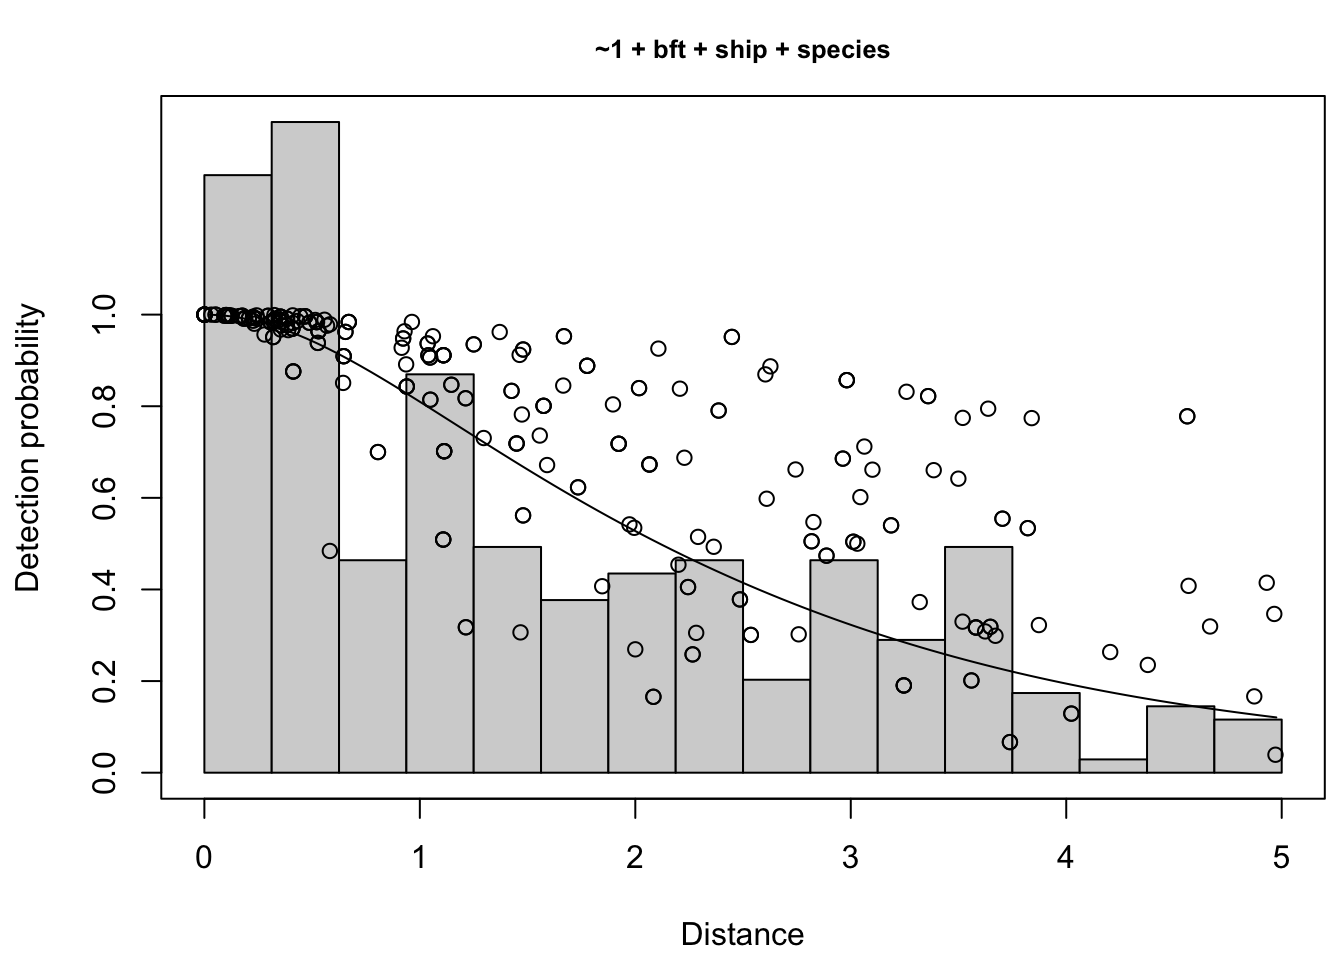 ~1 + bft + ship + species
Detection probability
1.0
0.8
0.6
0.4
0.2
0.0
0 1 2 3 4 5
Distance